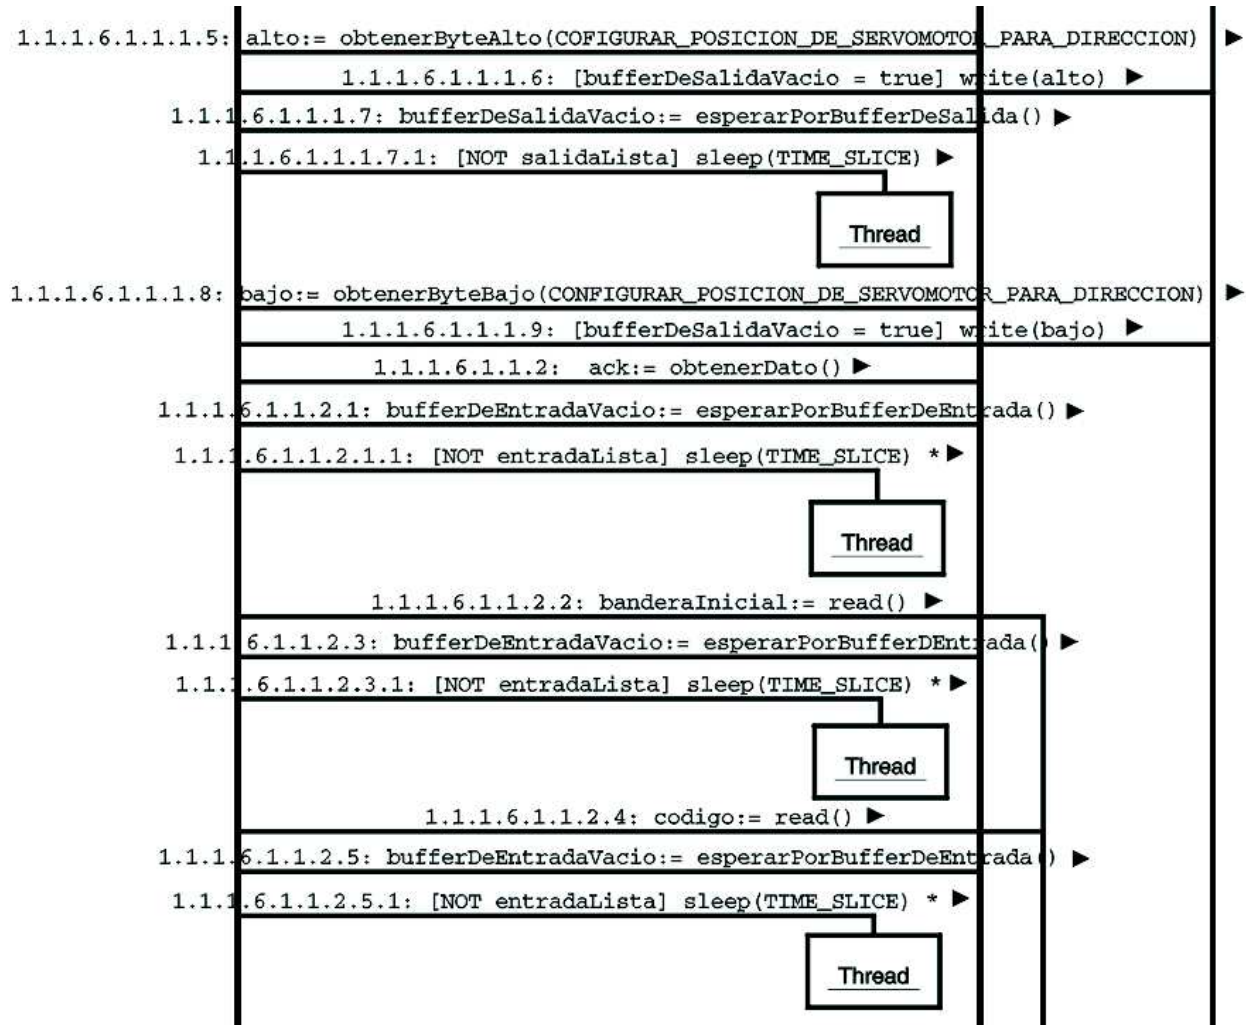 1.1.1.6.1.1.1.5: alto:= obtenerByteAlto(COFIGURAR_POSICION_DE_SERVOMOTOR_PARA_DIRECCION)
1.1.1.6.1.1.1.6: [bufferDeSalidaVacio = true] write(alto)
1.1.1.6.1.1.1.7: bufferDeSalidaVacio:= esperarPorBufferDeSalida()
1.1.1.6.1.1.1.7.1: [NOT salidaLista] sleep(TIME_SLICE)
Thread
1.1.1.6.1.1.1.8: bajo:= obtenerByteBajo(CONFIGURAR_POSICION_DE_SERVOMOTOR_PARA_DIRECCION)
1.1.1.6.1.1.1.9: [bufferDeSalidaVacio = true] write(bajo)
1.1.1.6.1.1.2: ack:= obtenerDato()
1.1.1.6.1.1.2.1: bufferDeEntradaVacio:= esperarPorBufferDeEntrada()
1.1.1.6.1.1.2.1.1: [NOT entradaLista] sleep(TIME_SLICE) *
Thread
1.1.1.6.1.1.2.2: banderaInicial:= read()
1.1.1.6.1.1.2.3: bufferDeEntradaVacio:= esperarPorBufferDEntrada()
1.1.1.6.1.1.2.3.1: [NOT entradaLista] sleep(TIME_SLICE) *
Thread
1.1.1.6.1.1.2.4: codigo:= read()
1.1.1.6.1.1.2.5: bufferDeEntradaVacio:= esperarPorBufferDeEntrada()
1.1.1.6.1.1.2.5.1: [NOT entradaLista] sleep(TIME_SLICE) *
Thread